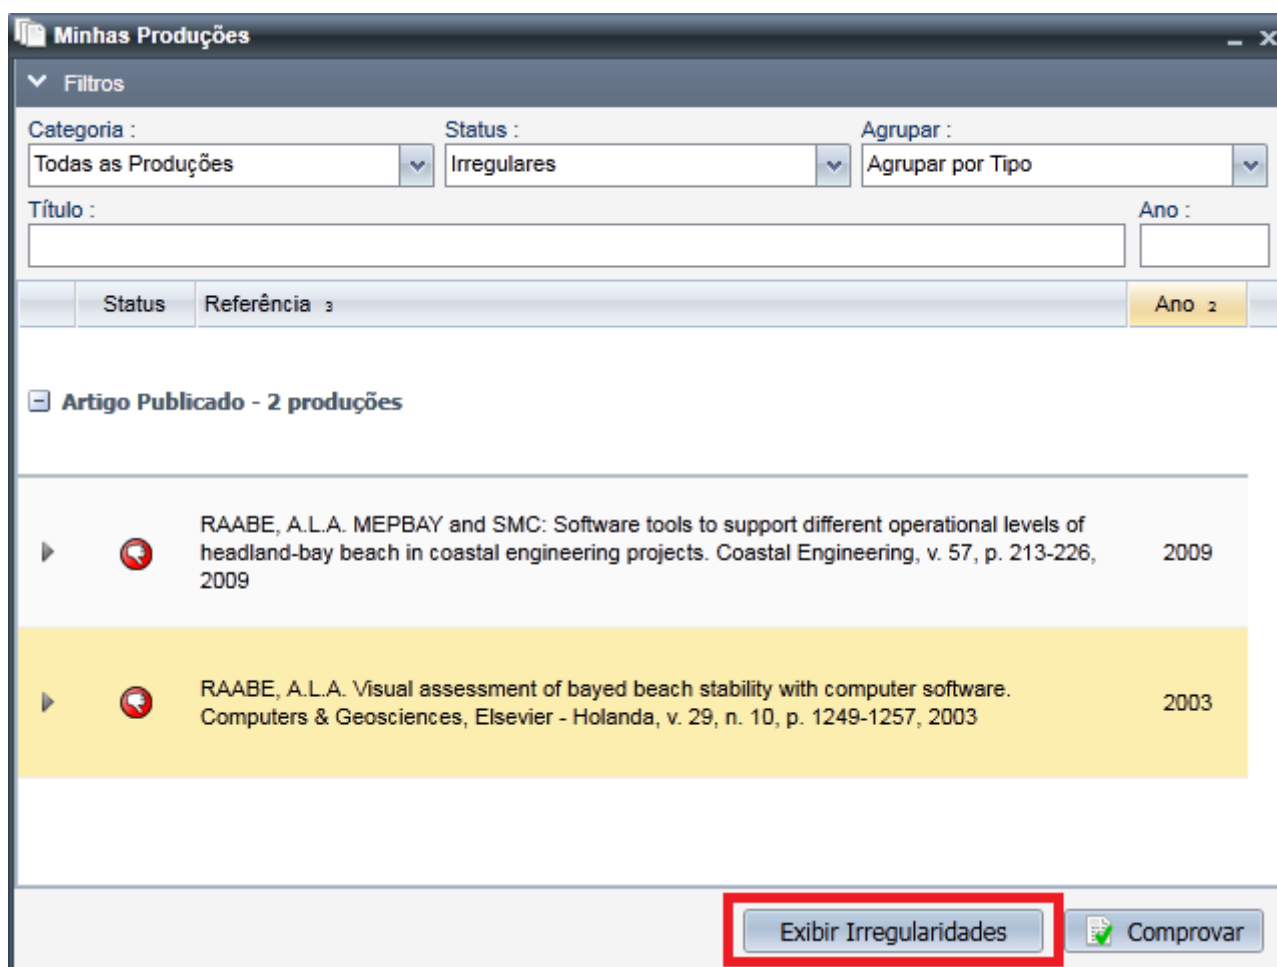 Minhas Produções
Filtros
Categoria :
Status :
Agrupar :
Todas as Produções
Irregulares
Agrupar por Tipo
Título :
Ano :
Status
Referência 3
Ano 2
Artigo Publicado - 2 produções
RAABE, A.L.A. MEPBAY and SMC: Software tools to support different operational levels of
headland-bay beach in coastal engineering projects. Coastal Engineering, v. 57, p. 213-226,
2009
2009
RAABE, A.L.A. Visual assessment of bayed beach stability with computer software.
Computers & Geosciences, Elsevier - Holanda, v. 29, n. 10, p. 1249-1257, 2003
2003
Exibir Irregularidades
Comprovar